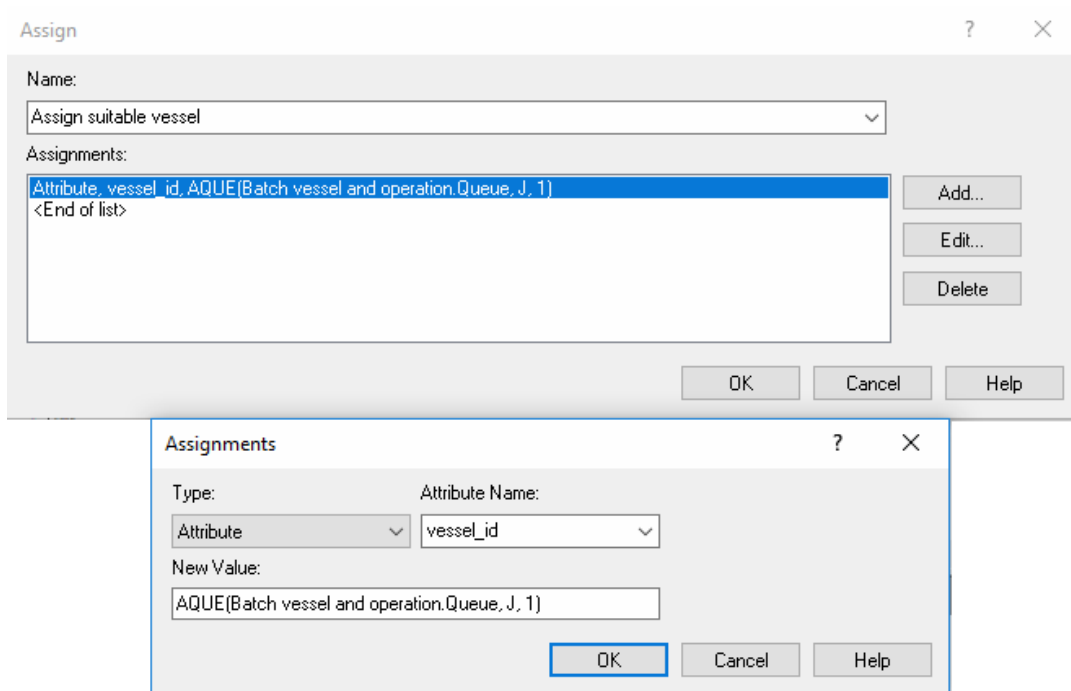 Assign
?
Name:
Assign suitable vessel
Assignments:
Attribute, vessel_id, AQUE(Batch vessel and operation.Queue, J, 1)
<End of list>
Add...
Edit...
Delete
OK Cancel Help
Assignments
?
Type: Attribute Name:
Attribute vessel_id
New Value:
AQUE(Batch vessel and operation.Queue, J, 1)
OK Cancel Help